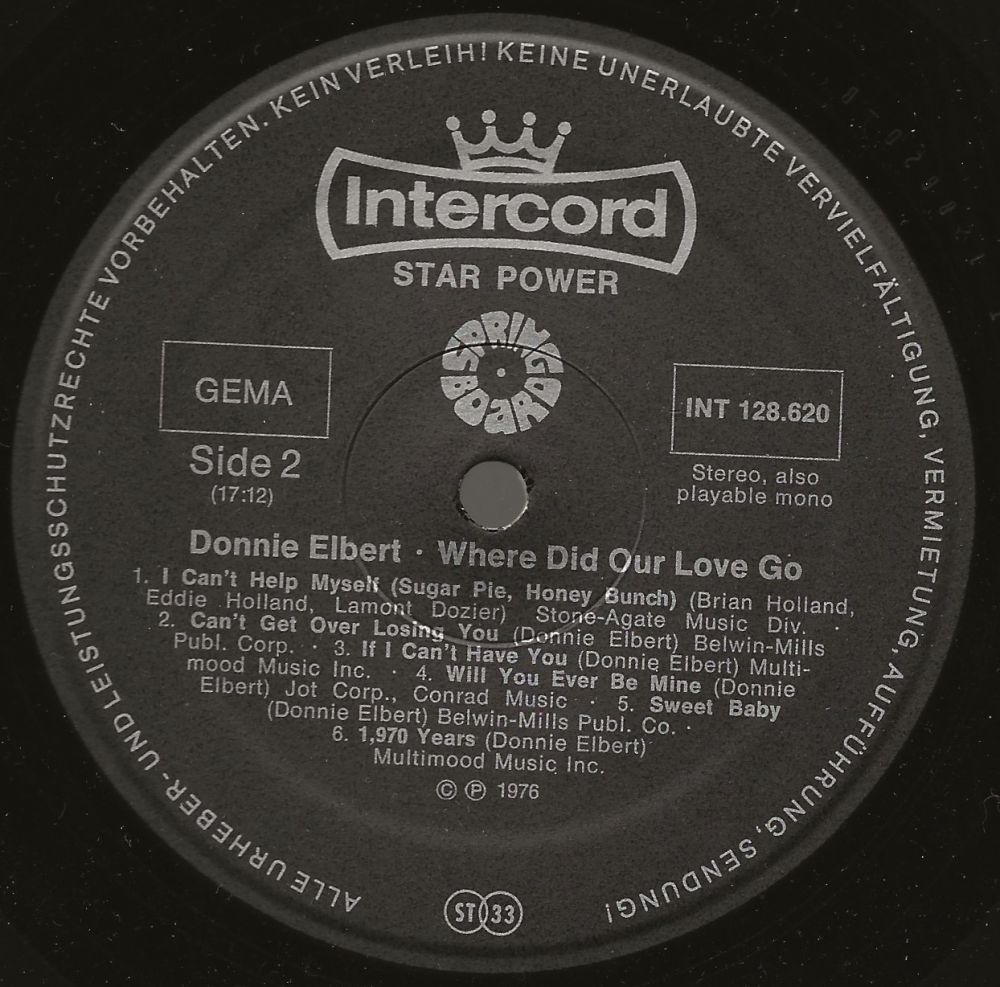 ALLE URHEBER- UND LEISTUNGSSCHUTZRECHTE VORBEHALTEN. KEIN VERLEIH! KEINE UNERLAUBTE VERVIELFÄLTIGUNG, VERMIETUNG, AUFFÜHRUNG, SENDUNG!
Intercord
STAR POWER
SPRINGBOARD
GEMA
INT 128.620
Side 2
(17:12)
Stereo, also
playable mono
Donnie Elbert · Where Did Our Love Go
1. I Can't Help Myself (Sugar Pie, Honey Bunch) (Brian Holland,
Eddie Holland, Lamont Dozier) Stone-Agate Music Div. ·
2. Can't Get Over Losing You (Donnie Elbert) Belwin-Mills
Publ. Corp. · 3. If I Can't Have You (Donnie Elbert) Multi-
mood Music Inc. · 4. Will You Ever Be Mine (Donnie
Elbert) Jot Corp., Conrad Music · 5. Sweet Baby
(Donnie Elbert) Belwin-Mills Publ. Co. ·
6. 1,970 Years (Donnie Elbert)
Multimood Music Inc.
© ℗ 1976
ST 33